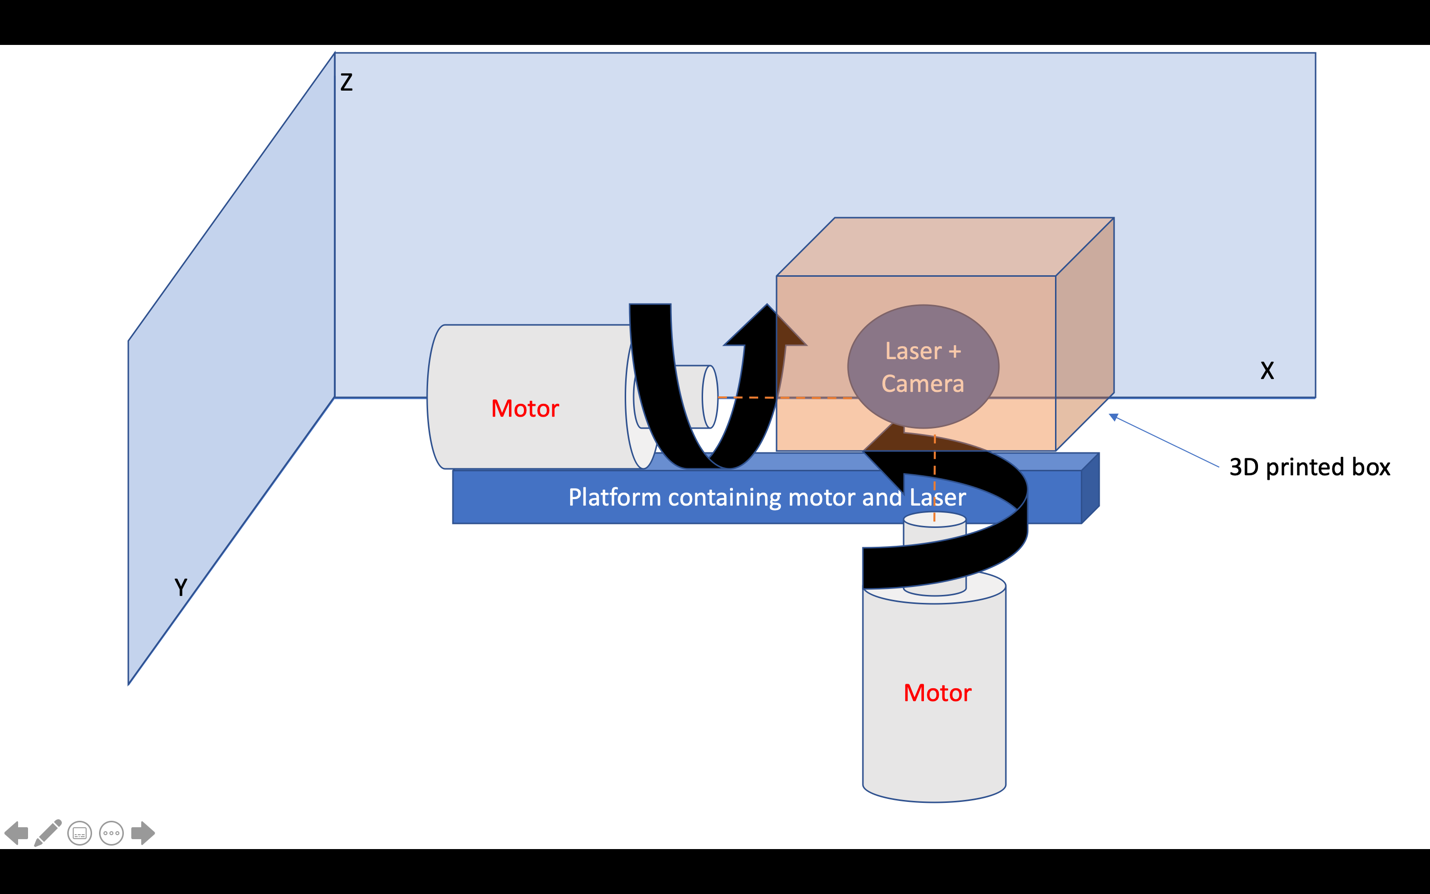 Z
Laser +
Camera
X
Motor
3D printed box
Platform containing motor and Laser
Y
Motor